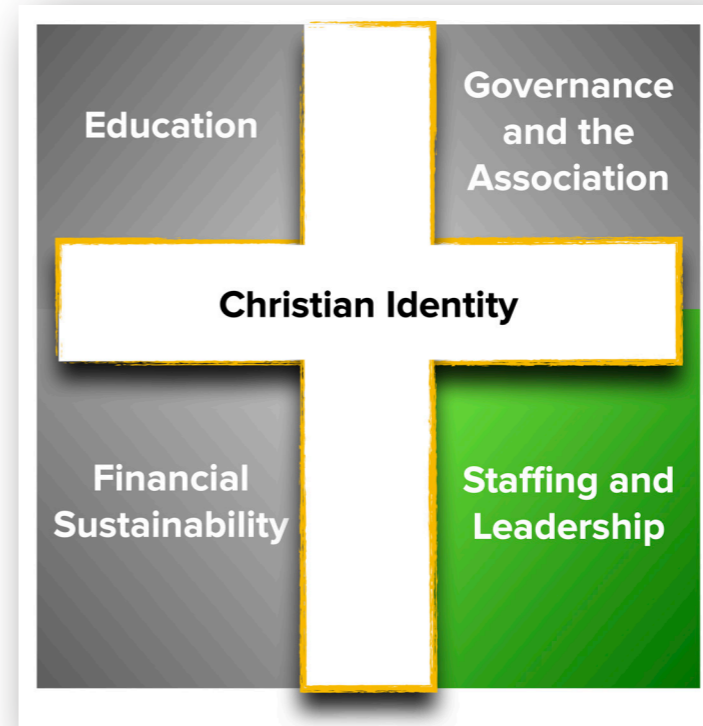 Education
Governance
and the
Association
Christian Identity
Financial
Sustainability
Staffing and
Leadership